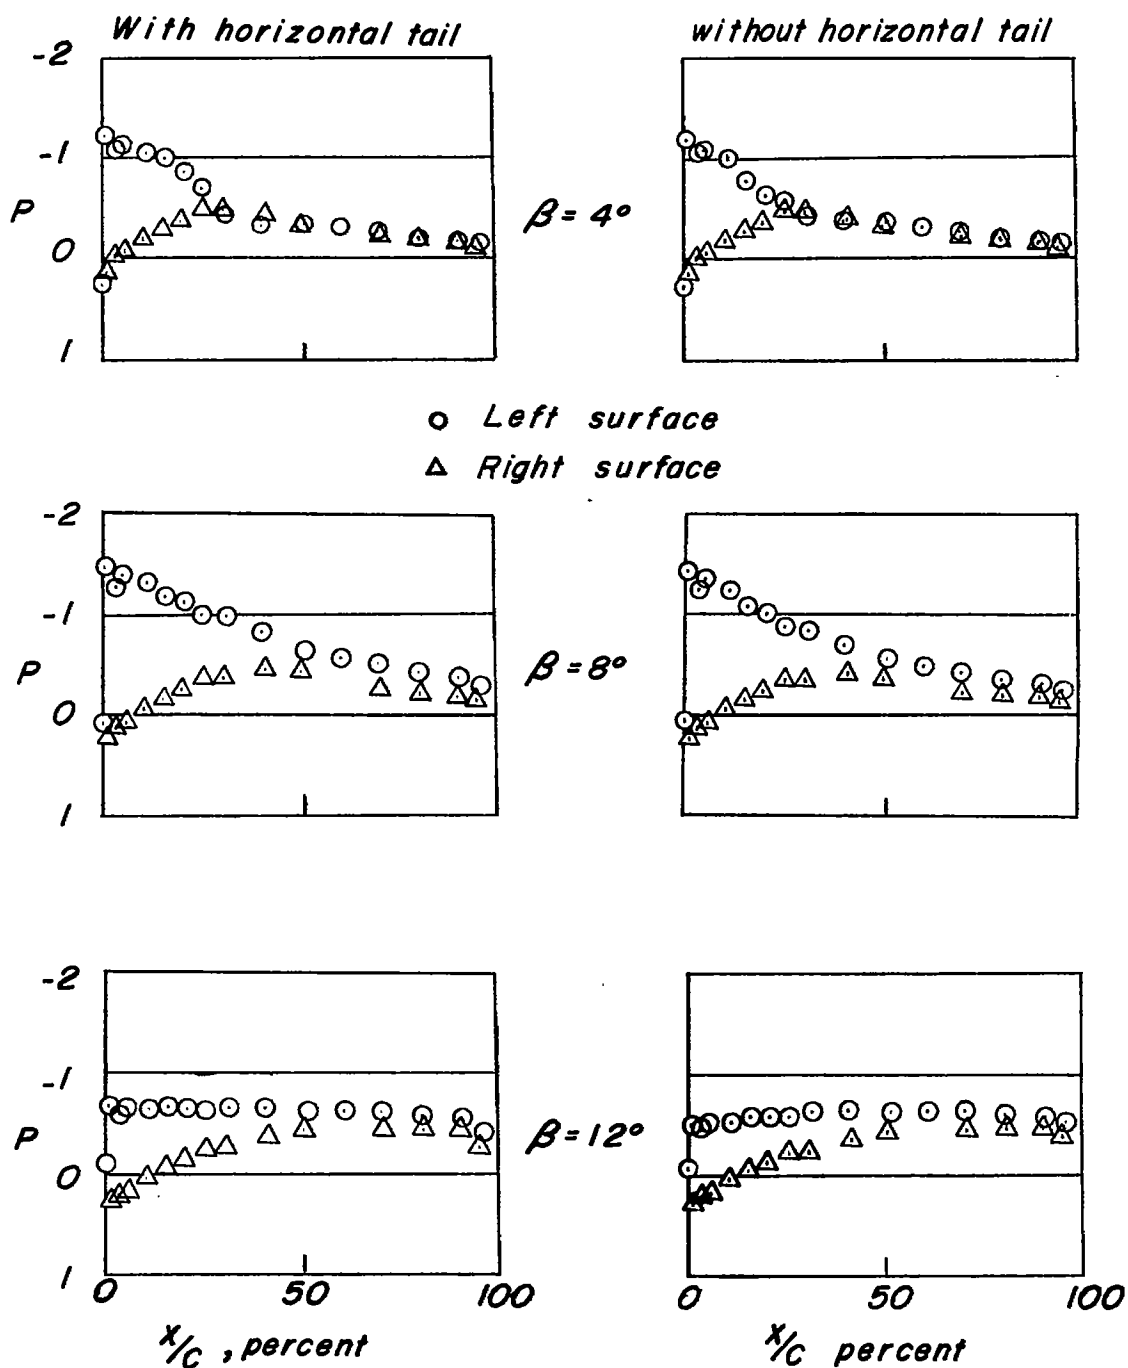 With horizontal tail
without horizontal tail
-2
-1
P
0
1
β = 4°
Left surface
Right surface
-2
-1
P
0
1
β = 8°
-2
-1
P
0
1
β = 12°
0 50 100
0 50 100
x/c, percent
x/c percent